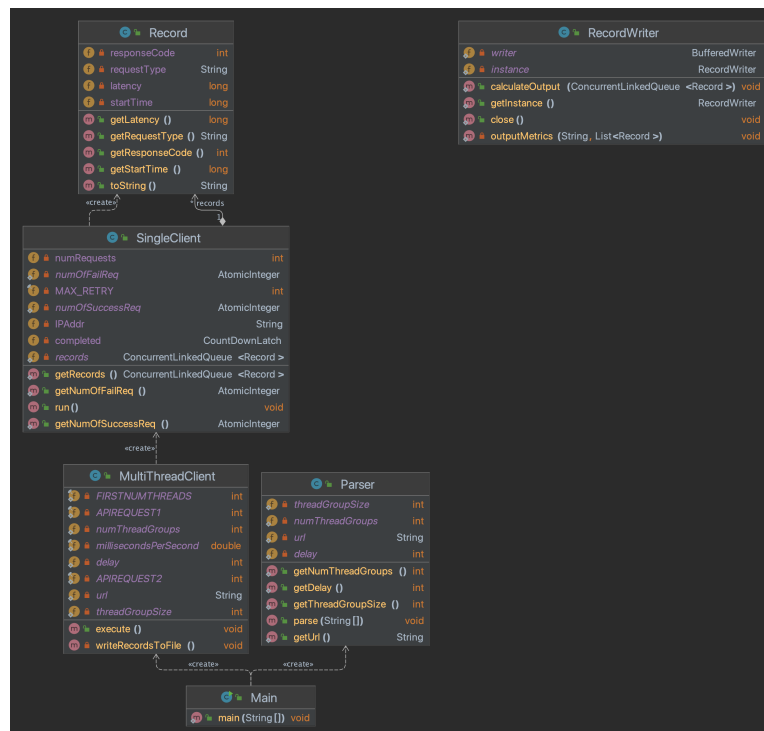 Record
responseCode int
requestType String
latency long
startTime long
getLatency () long
getRequestType () String
getResponseCode () int
getStartTime () long
toString () String
RecordWriter
writer BufferedWriter
instance RecordWriter
calculateOutput (ConcurrentLinkedQueue <Record >) void
getInstance () RecordWriter
close () void
outputMetrics (String, List<Record >) void
«create»
* records
1
SingleClient
numRequests int
numOfFailReq AtomicInteger
MAX_RETRY int
numOfSuccessReq AtomicInteger
IPAddr String
completed CountDownLatch
records ConcurrentLinkedQueue <Record >
getRecords () ConcurrentLinkedQueue <Record >
getNumOfFailReq () AtomicInteger
run () void
getNumOfSuccessReq () AtomicInteger
«create»
MultiThreadClient
FIRSTNUMTHREADS int
APIREQUEST1 int
numThreadGroups int
millisecondsPerSecond double
delay int
APIREQUEST2 int
url String
threadGroupSize int
execute () void
writeRecordsToFile () void
Parser
threadGroupSize int
numThreadGroups int
url String
delay int
getNumThreadGroups () int
getDelay () int
getThreadGroupSize () int
parse (String []) void
getUrl () String
«create» «create»
Main
main (String []) void